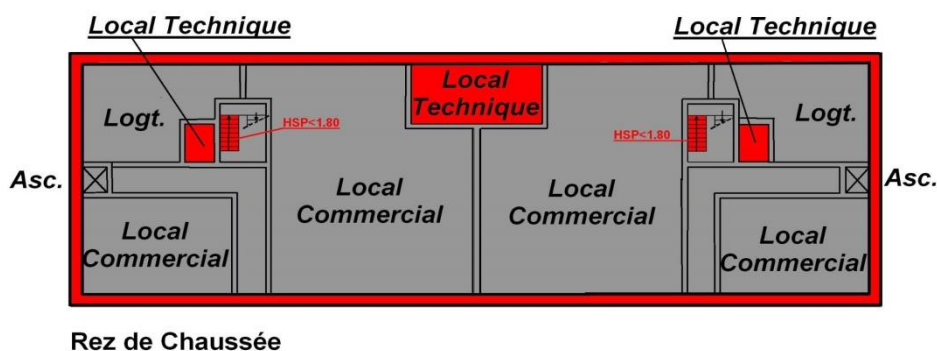 Local Technique
Local Technique
Local
Technique
Logt.
HSP<1.80
HSP<1.80
Logt.
Asc.
Asc.
Local
Commercial
Local
Commercial
Local
Commercial
Local
Commercial
Rez de Chaussée